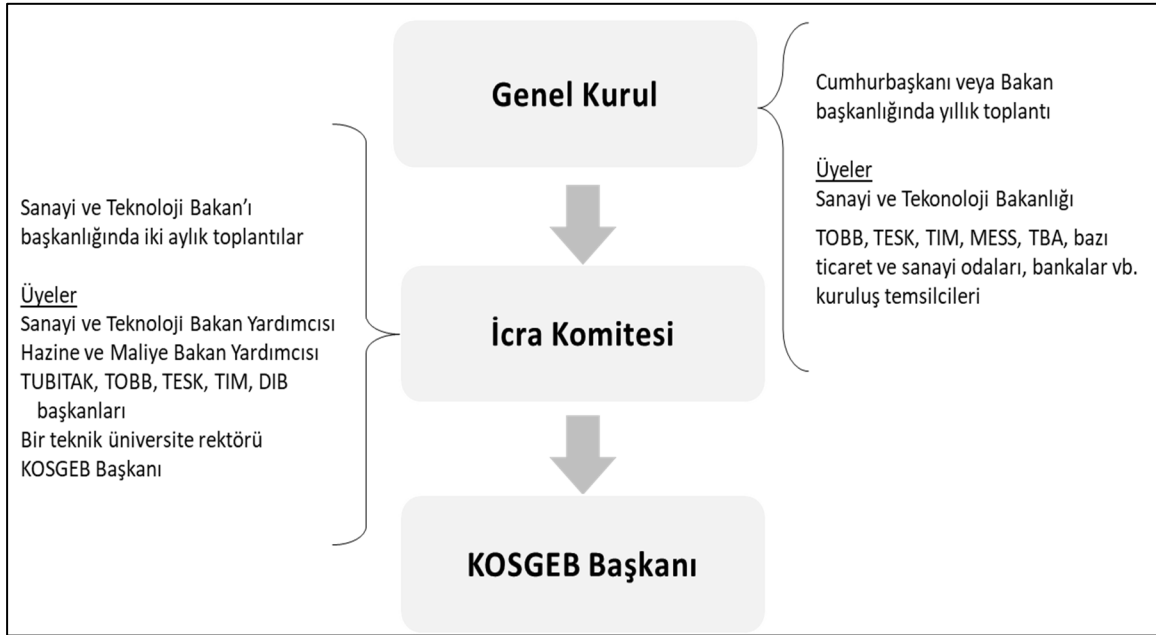 Genel Kurul
Cumhurbaşkanı veya Bakan
başkanlığında yıllık toplantı
Üyeler
Sanayi ve Tekonoloji Bakanlığı
TOBB, TESK, TIM, MESS, TBA, bazı
ticaret ve sanayi odaları, bankalar vb.
kuruluş temsilcileri
Sanayi ve Teknoloji Bakan’ı
başkanlığında iki aylık toplantılar
Üyeler
Sanayi ve Teknoloji Bakan Yardımcısı
Hazine ve Maliye Bakan Yardımcısı
TUBITAK, TOBB, TESK, TIM, DIB
başkanları
Bir teknik üniversite rektörü
KOSGEB Başkanı
İcra Komitesi
KOSGEB Başkanı